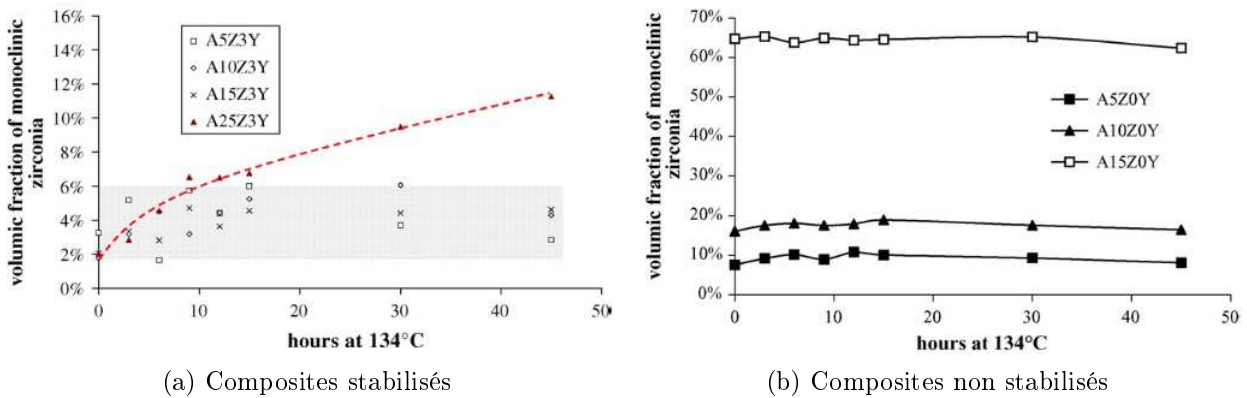 16%
14%
12%
10%
8%
6%
4%
2%
0%
0
10
20
30
40
50
A5Z3Y
A10Z3Y
A15Z3Y
A25Z3Y
volumic fraction of monoclinic
zirconia
hours at 134°C
(a) Composites stabilisés
70%
60%
50%
40%
30%
20%
10%
0%
0
10
20
30
40
50
A5Z0Y
A10Z0Y
A15Z0Y
volumic fraction of monoclinic
zirconia
hours at 134°C
(b) Composites non stabilisés